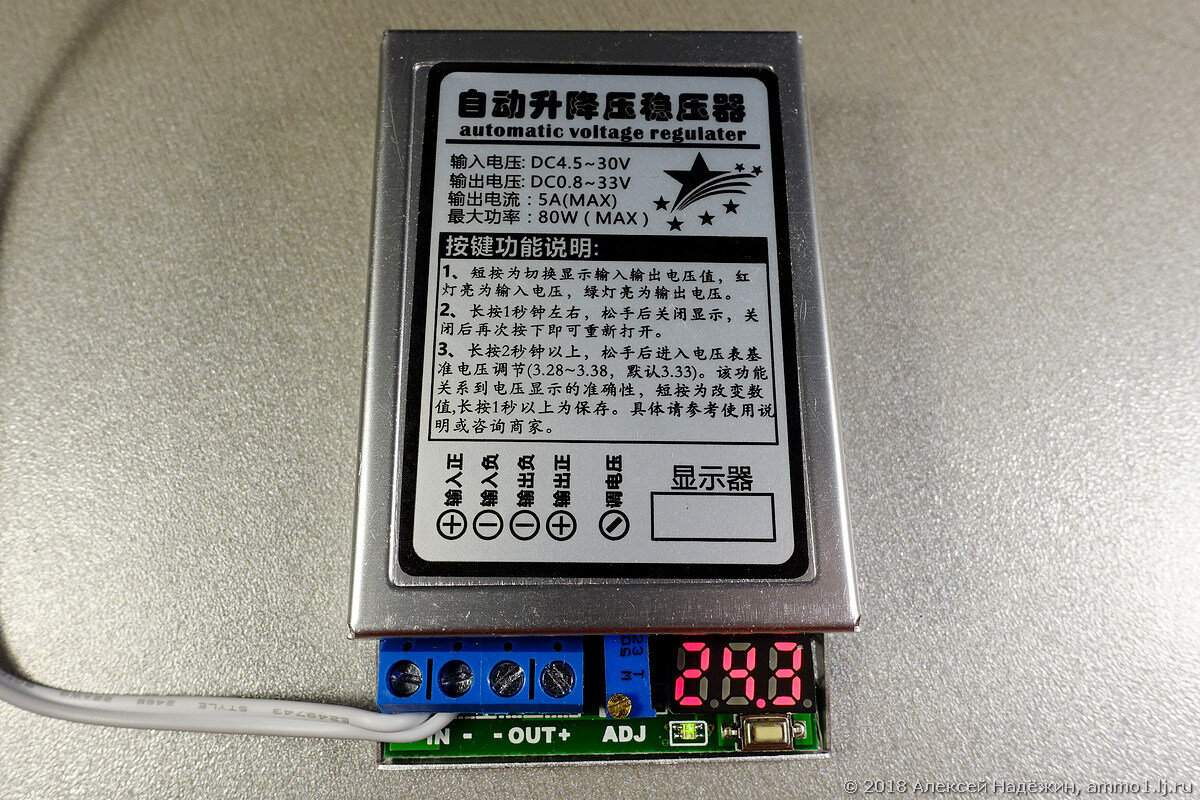 自动升降压稳压器
automatic voltage regulater
输入电压: DC4.5~30V
输出电压: DC0.8~33V
输出电流 : 5A(MAX)
最大功率 : 80W ( MAX )
按键功能说明:
1、短按为切换显示输入输出电压值，红
灯亮为输入电压，绿灯亮为输出电压。
2、长按1秒钟左右，松手后关闭显示，关
闭后再次按下即可重新打开。
3、长按2秒钟以上，松手后进入电压表基
准电压调节(3.28~3.38，默认3.33)。该功能
关系到电压显示的准确性，短按为改变数
值,长按1秒以上为保存。具体请参考使用说
明或咨询商家。
输入正
输入负
输出负
输出正
调电压
显示器
24.3
IN - - OUT+ ADJ
E249743 STYLE 2468
© 2018 Алексей Надёжин, ammo1.lj.ru